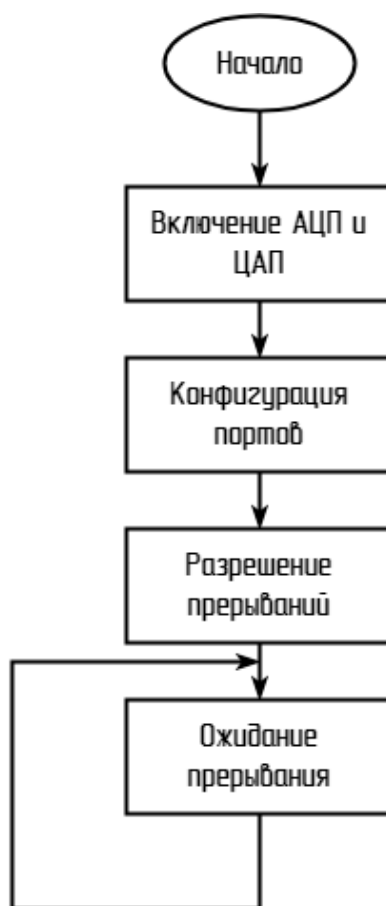 Начало
Включение АЦП и
ЦАП
Конфигурация
портов
Разрешение
прерываний
Ожидание
прерывания